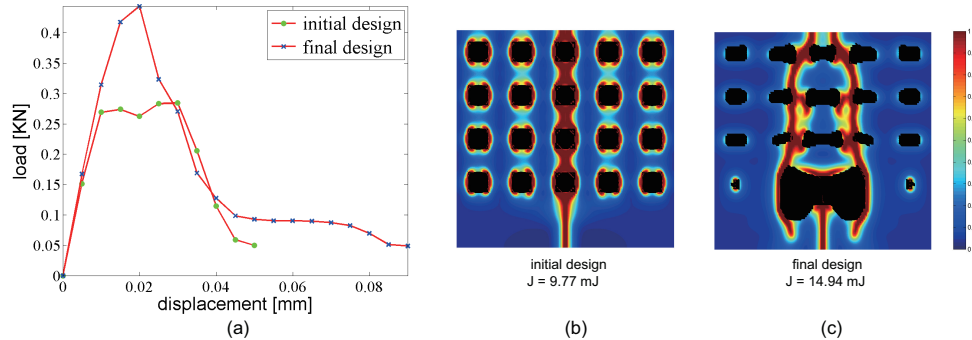 initial design
final design
0.4
0.35
0.3
0.25
0.2
0.15
0.1
0.05
0
load [KN]
0 0.02 0.04 0.06 0.08
displacement [mm]
(a)
initial design
J = 9.77 mJ
(b)
final design
J = 14.94 mJ
(c)